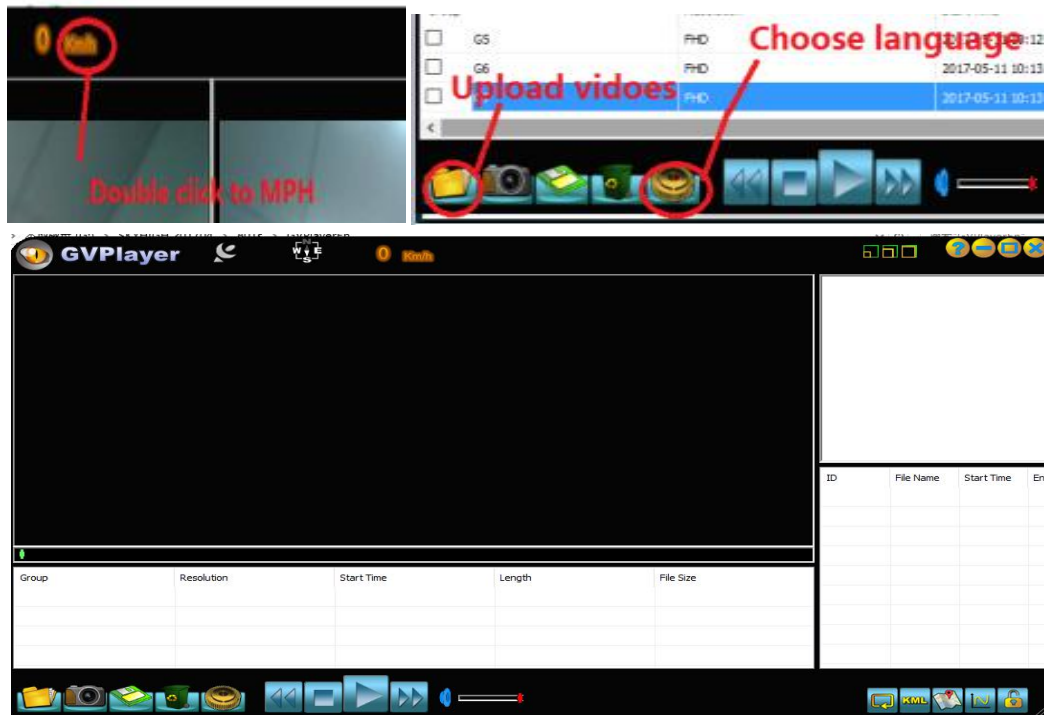 0 Km/h
Double click to MPH
G5 FHD
Choose language
G6 FHD 2017-05-11 10:13
Upload vidoes
FHD 2017-05-11 10:13
GVPlayer N W E S 0 Km/h ?
ID File Name Start Time En
Group Resolution Start Time Length File Size
KML